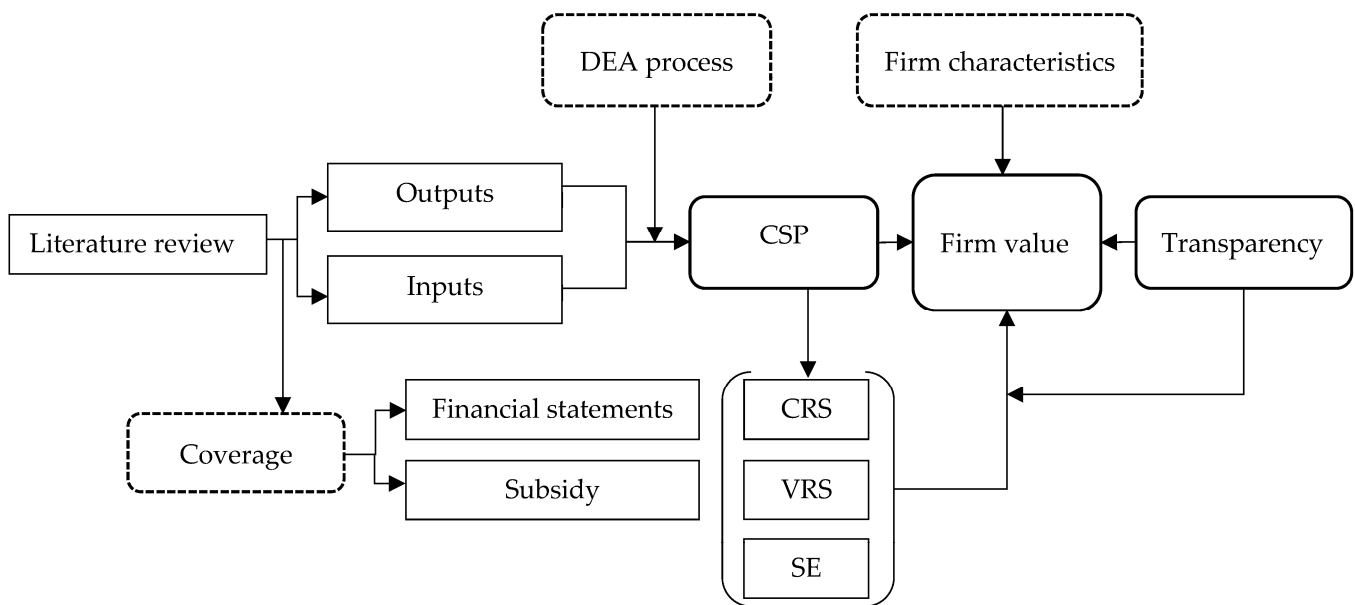 DEA process
Firm characteristics
Literature review
Outputs
Inputs
CSP
Firm value
Transparency
Coverage
Financial statements
Subsidy
CRS
VRS
SE